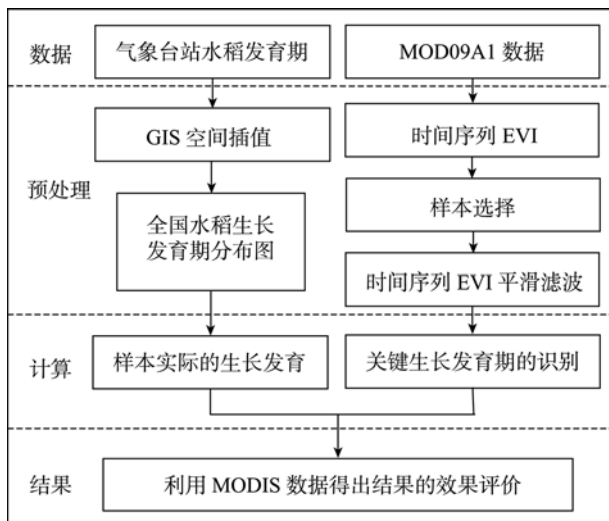 数据
气象台站水稻发育期
MOD09A1 数据
预处理
GIS 空间插值
时间序列 EVI
全国水稻生长
发育期分布图
样本选择
时间序列 EVI 平滑滤波
计算
样本实际的生长发育
关键生长发育期的识别
结果
利用 MODIS 数据得出结果的效果评价